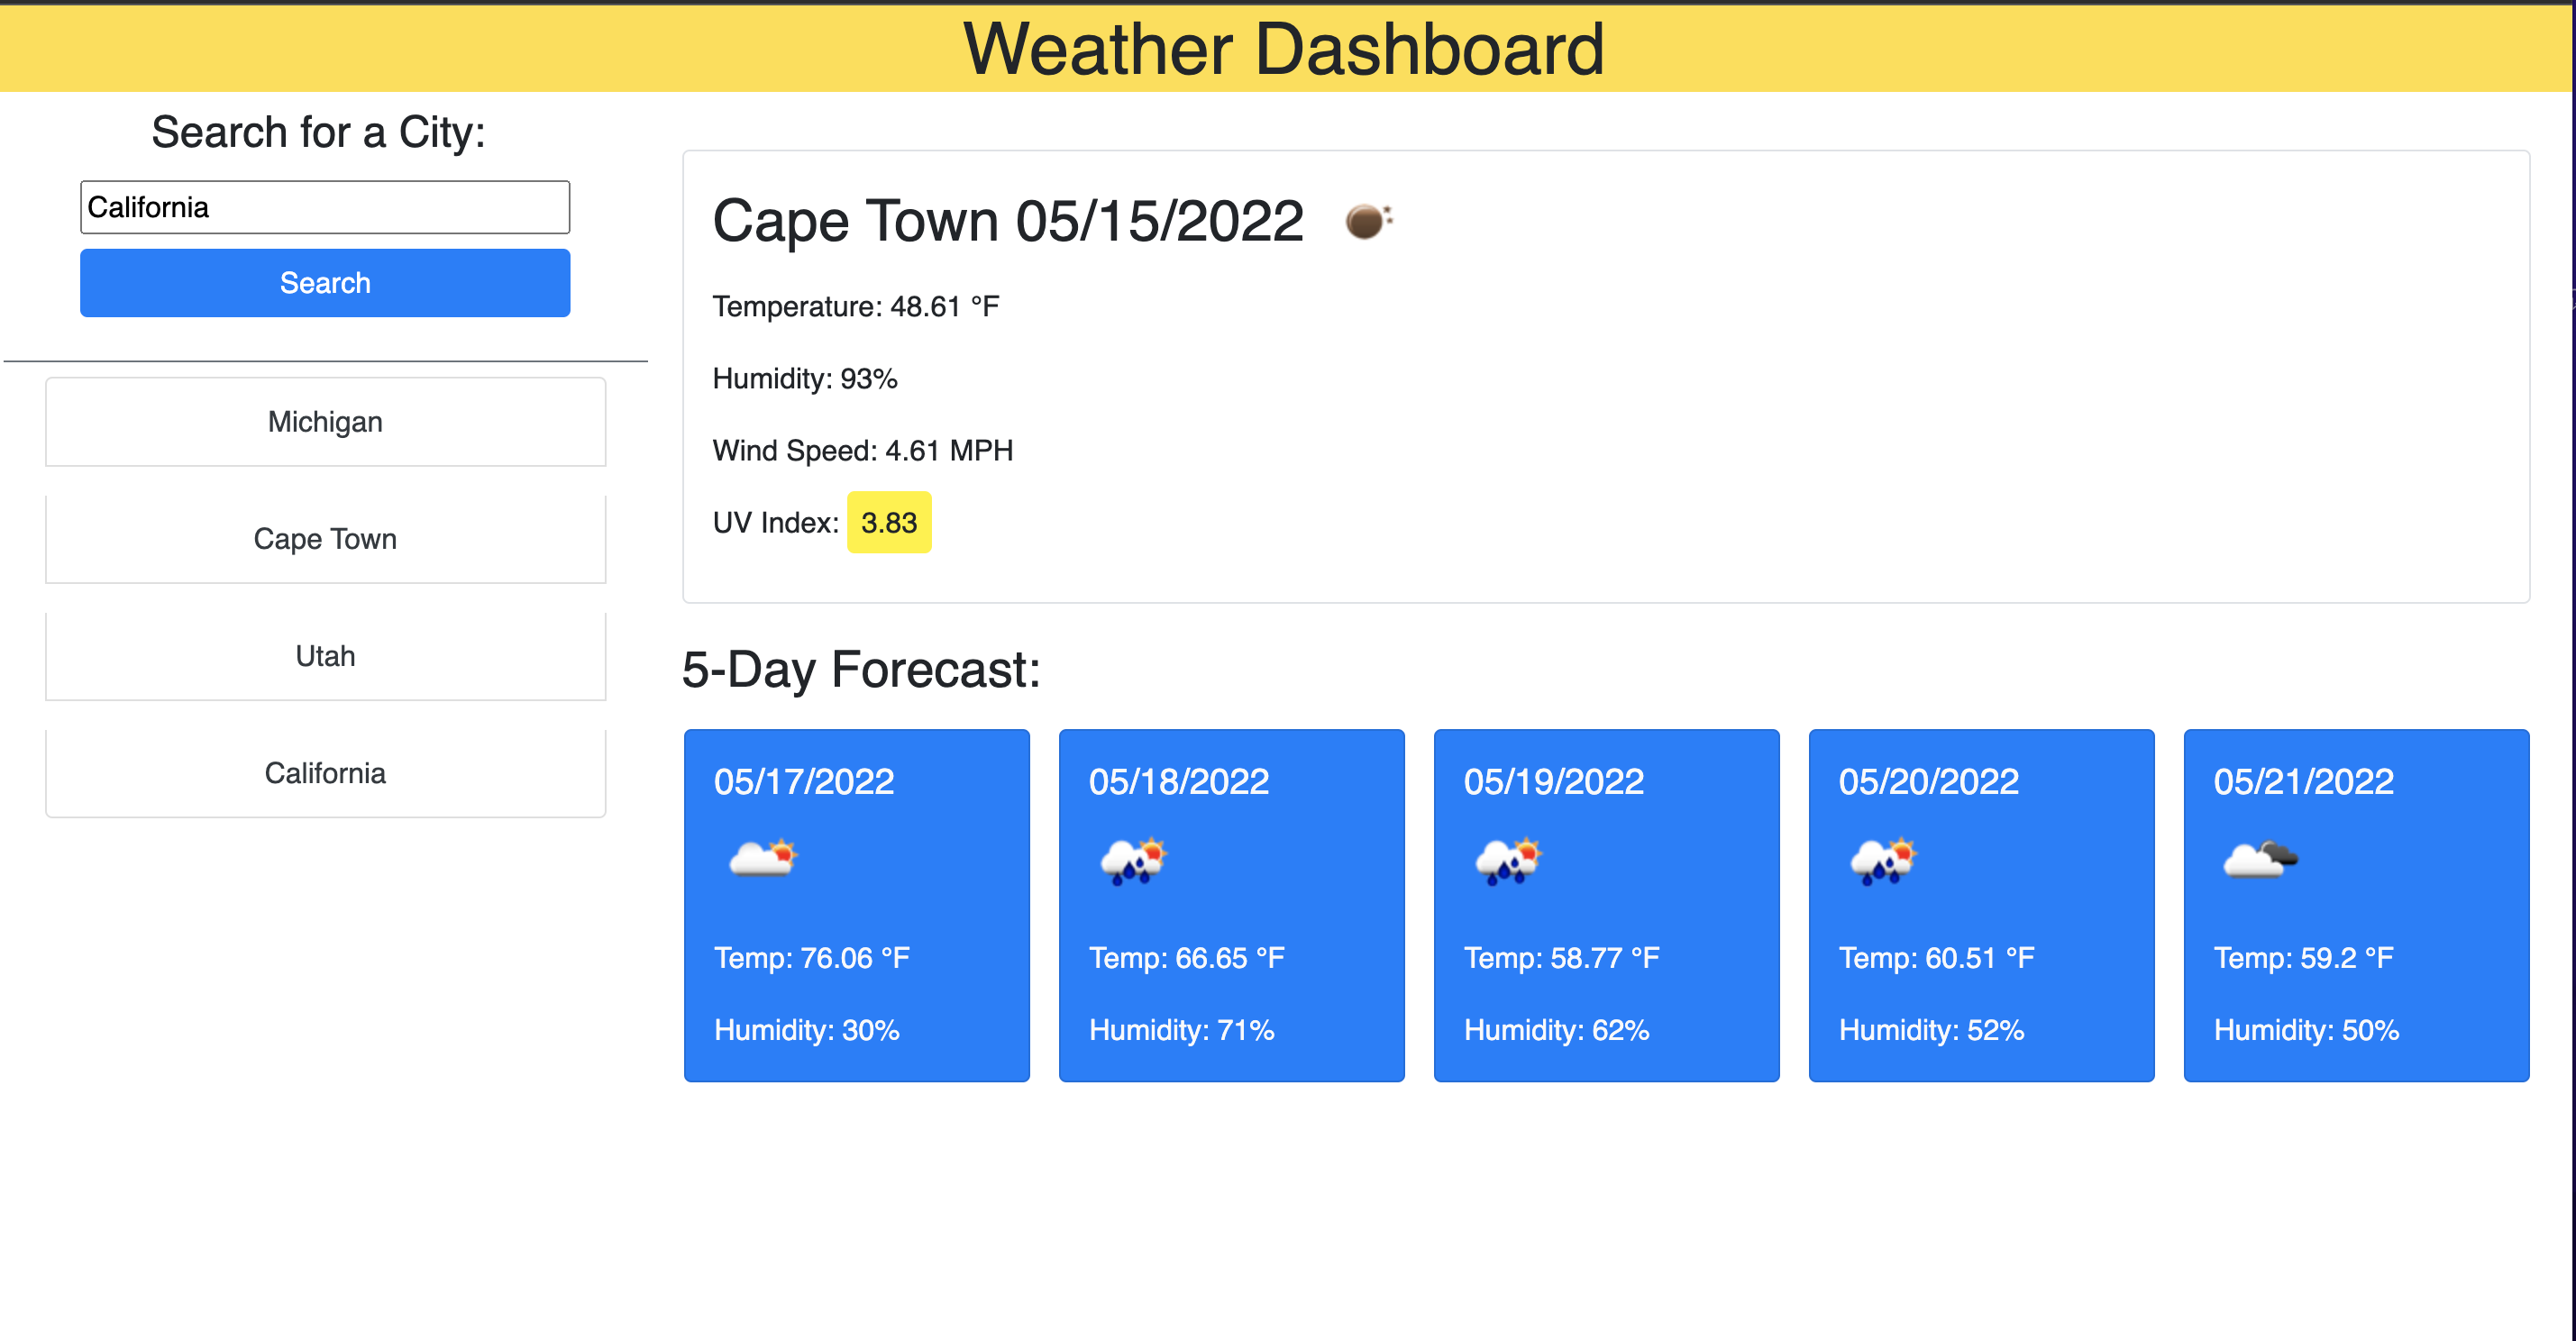 Weather Dashboard
Search for a City:
California
Search
Michigan
Cape Town
Utah
California
Cape Town 05/15/2022
Temperature: 48.61 °F
Humidity: 93%
Wind Speed: 4.61 MPH
UV Index: 3.83
5-Day Forecast:
05/17/2022
Temp: 76.06 °F
Humidity: 30%
05/18/2022
Temp: 66.65 °F
Humidity: 71%
05/19/2022
Temp: 58.77 °F
Humidity: 62%
05/20/2022
Temp: 60.51 °F
Humidity: 52%
05/21/2022
Temp: 59.2 °F
Humidity: 50%